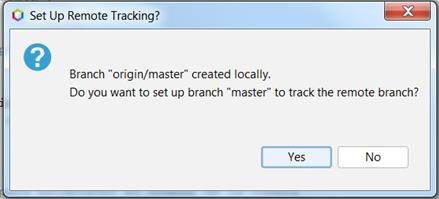 Set Up Remote Tracking?
Branch "origin/master" created locally.
Do you want to set up branch "master" to track the remote branch?
Yes
No